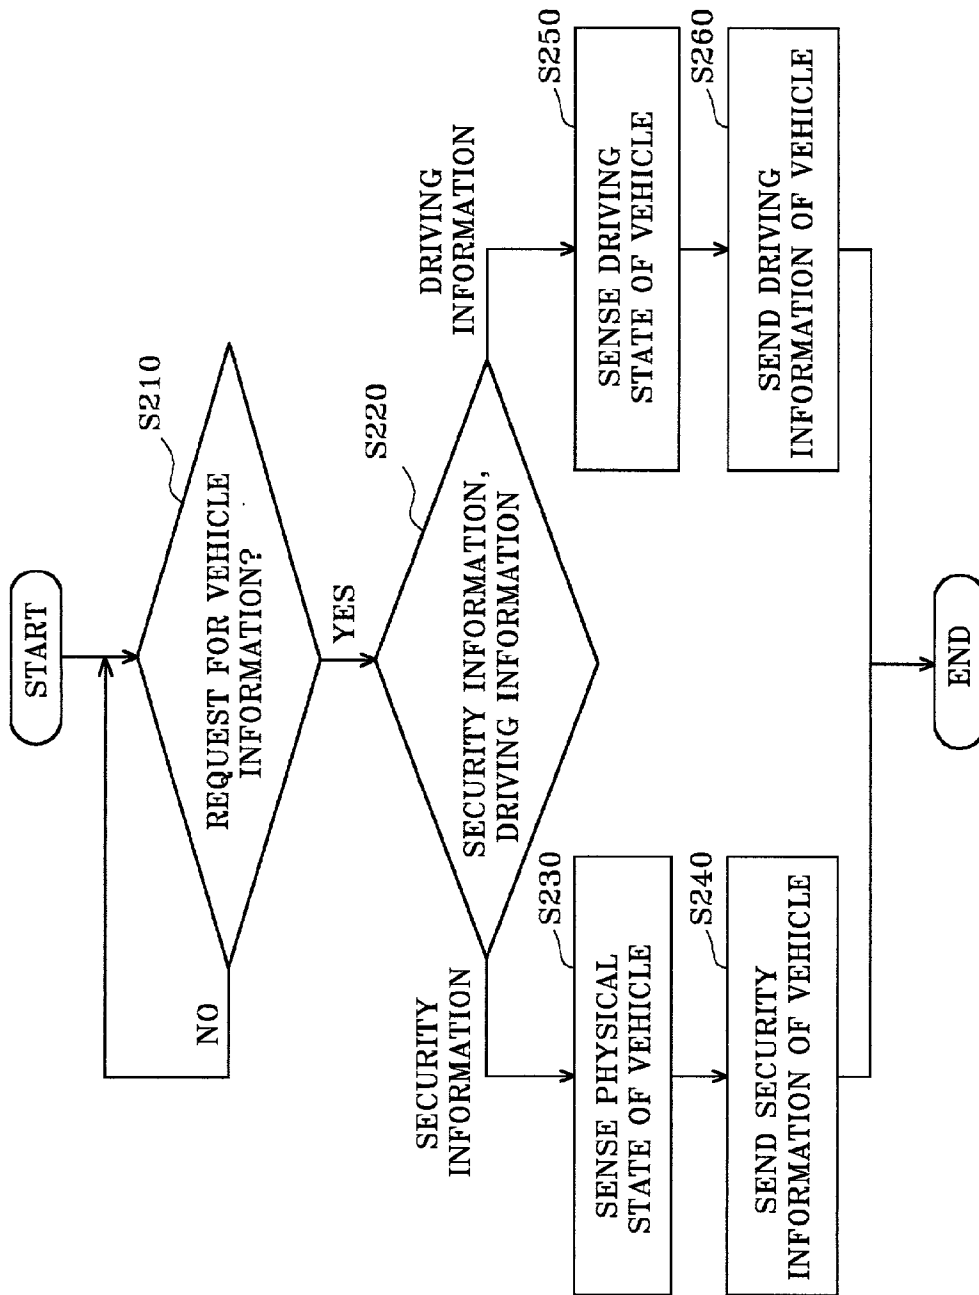 START
S210
REQUEST FOR VEHICLE
INFORMATION?
NO
YES
S220
SECURITY INFORMATION,
DRIVING INFORMATION
SECURITY
INFORMATION
DRIVING
INFORMATION
S230
SENSE PHYSICAL
STATE OF VEHICLE
S250
SENSE DRIVING
STATE OF VEHICLE
S240
SEND SECURITY
INFORMATION OF VEHICLE
S260
SEND DRIVING
INFORMATION OF VEHICLE
END